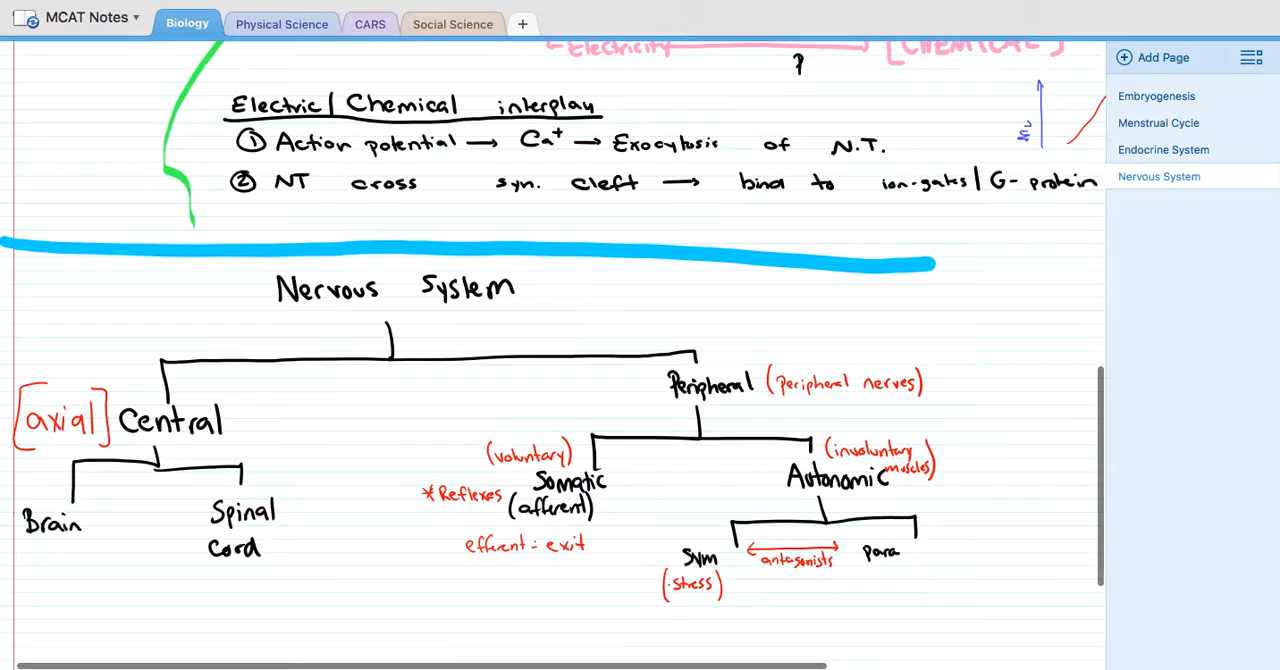 MCAT Notes
Biology
Physical Science
CARS
Social Science
+
Electricity
[CHEMICAL]
?
Electric/Chemical interplay
① Action potential → Ca+ → Exocytosis of N.T.
② NT cross syn. cleft → bind to ion-gates/G-protein
mV
Nervous System
Peripheral (peripheral nerves)
[axial] Central
(voluntary)
(involuntary muscles)
Somatic
Autonomic
*Reflexes
(afferent)
Brain
Spinal Cord
efferent = exit
Sym
antagonists
para
(·stress)
Add Page
Embryogenesis
Menstrual Cycle
Endocrine System
Nervous System